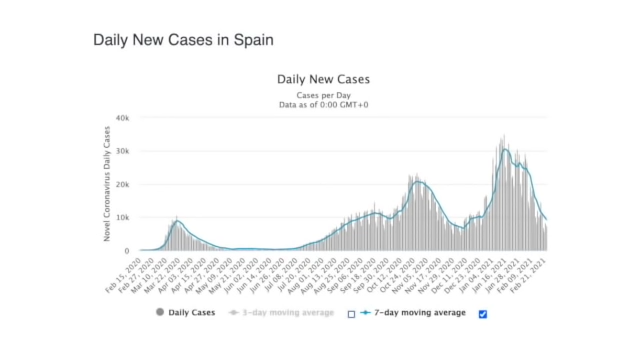 Daily New Cases in Spain
Daily New Cases
Cases per Day
Data as of 0:00 GMT+0
Novel Coronavirus Daily Cases
40k
30k
20k
10k
0
Feb 15, 2020
Feb 27, 2020
Mar 10, 2020
Mar 22, 2020
Apr 03, 2020
Apr 15, 2020
Apr 27, 2020
May 09, 2020
May 21, 2020
Jun 02, 2020
Jun 14, 2020
Jun 26, 2020
Jul 08, 2020
Jul 20, 2020
Aug 01, 2020
Aug 13, 2020
Aug 25, 2020
Sep 06, 2020
Sep 18, 2020
Sep 30, 2020
Oct 12, 2020
Oct 24, 2020
Nov 05, 2020
Nov 17, 2020
Nov 29, 2020
Dec 11, 2020
Dec 23, 2020
Jan 04, 2021
Jan 16, 2021
Jan 28, 2021
Feb 09, 2021
Feb 21, 2021
Daily Cases
3-day moving average
7-day moving average